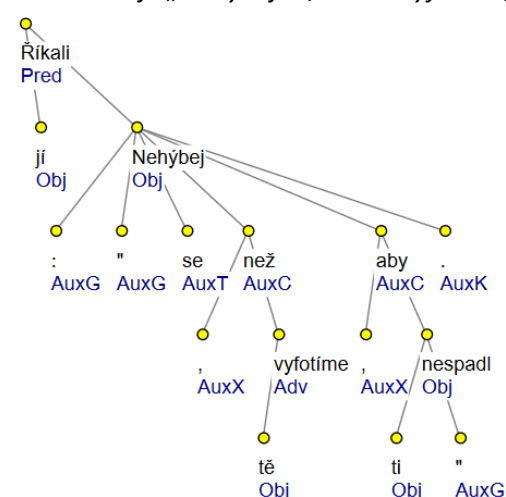 Říkali
Pred
jí Nehýbej
Obj Obj
: " se než aby .
AuxG AuxG AuxT AuxC AuxC AuxK
, vyfotíme , nespadl
AuxX Adv AuxX Obj
tě ti "
Obj Obj AuxG